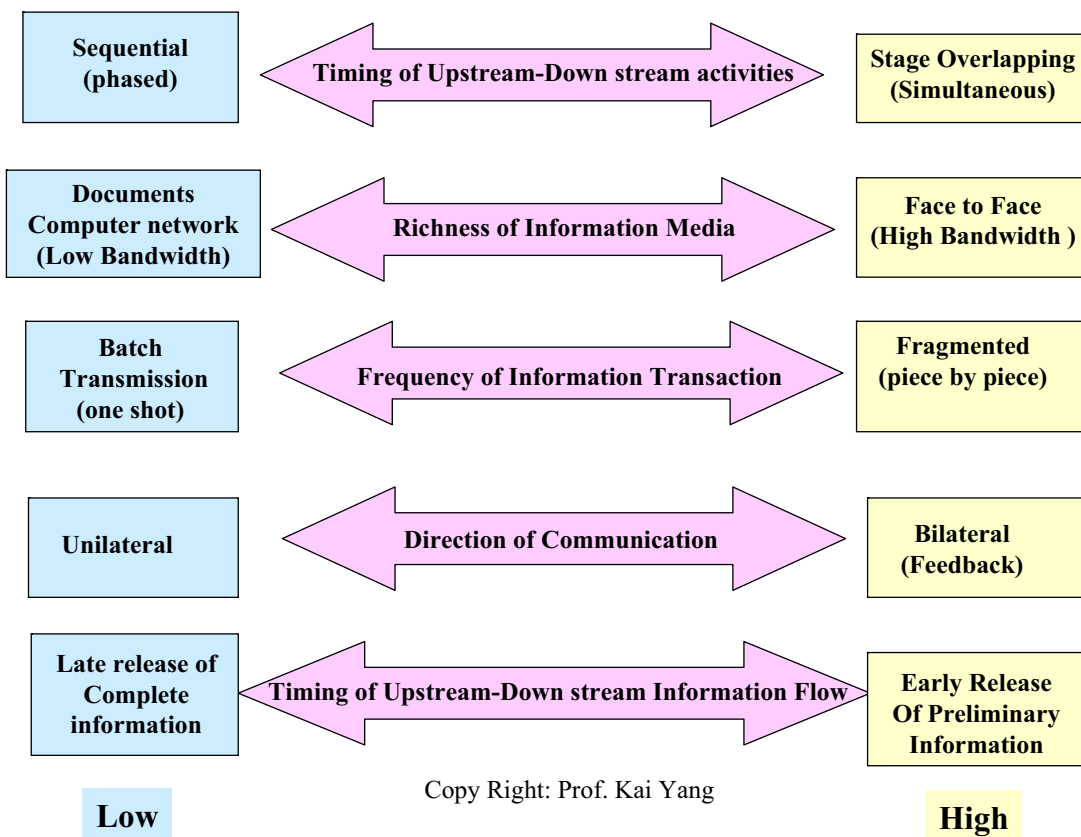 Sequential
(phased)
Timing of Upstream-Down stream activities
Stage Overlapping
(Simultaneous)
Documents
Computer network
(Low Bandwidth)
Richness of Information Media
Face to Face
(High Bandwidth )
Batch
Transmission
(one shot)
Frequency of Information Transaction
Fragmented
(piece by piece)
Unilateral
Direction of Communication
Bilateral
(Feedback)
Late release of
Complete
information
Timing of Upstream-Down stream Information Flow
Early Release
Of Preliminary
Information
Copy Right: Prof. Kai Yang
Low
High